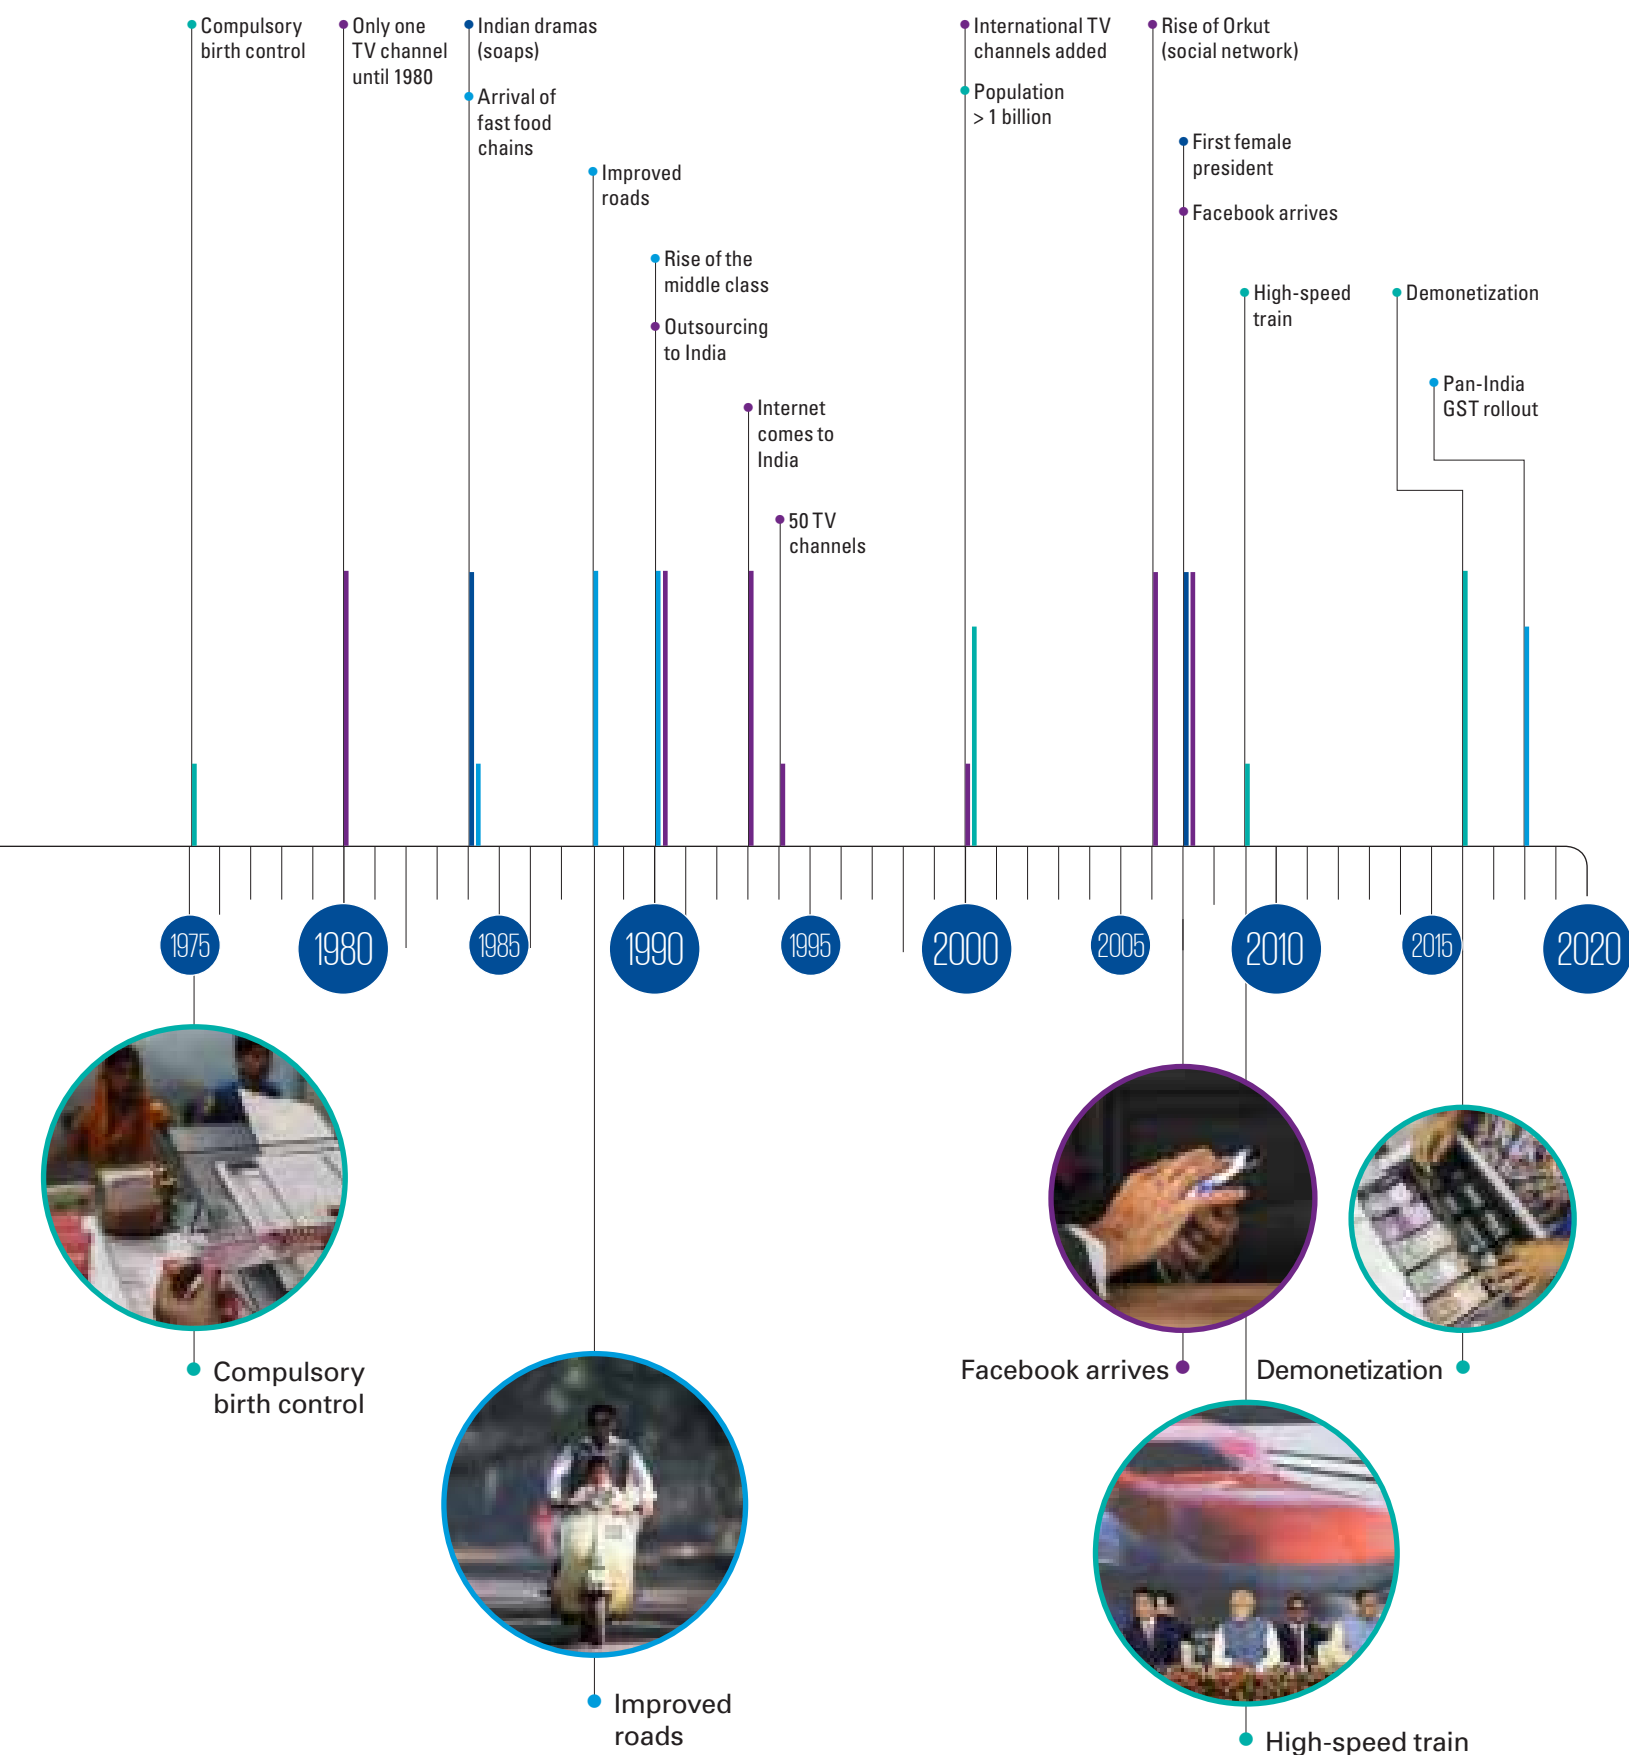 Compulsory
birth control
Only one
TV channel
until 1980
Indian dramas
(soaps)
Arrival of
fast food
chains
Improved
roads
Rise of the
middle class
Outsourcing
to India
Internet
comes to
India
50 TV
channels
International TV
channels added
Population
> 1 billion
Rise of Orkut
(social network)
First female
president
Facebook arrives
High-speed
train
Demonetization
Pan-India
GST rollout
1975
1980
1985
1990
1995
2000
2005
2010
2015
2020
Compulsory
birth control
Improved
roads
Facebook arrives
Demonetization
High-speed train